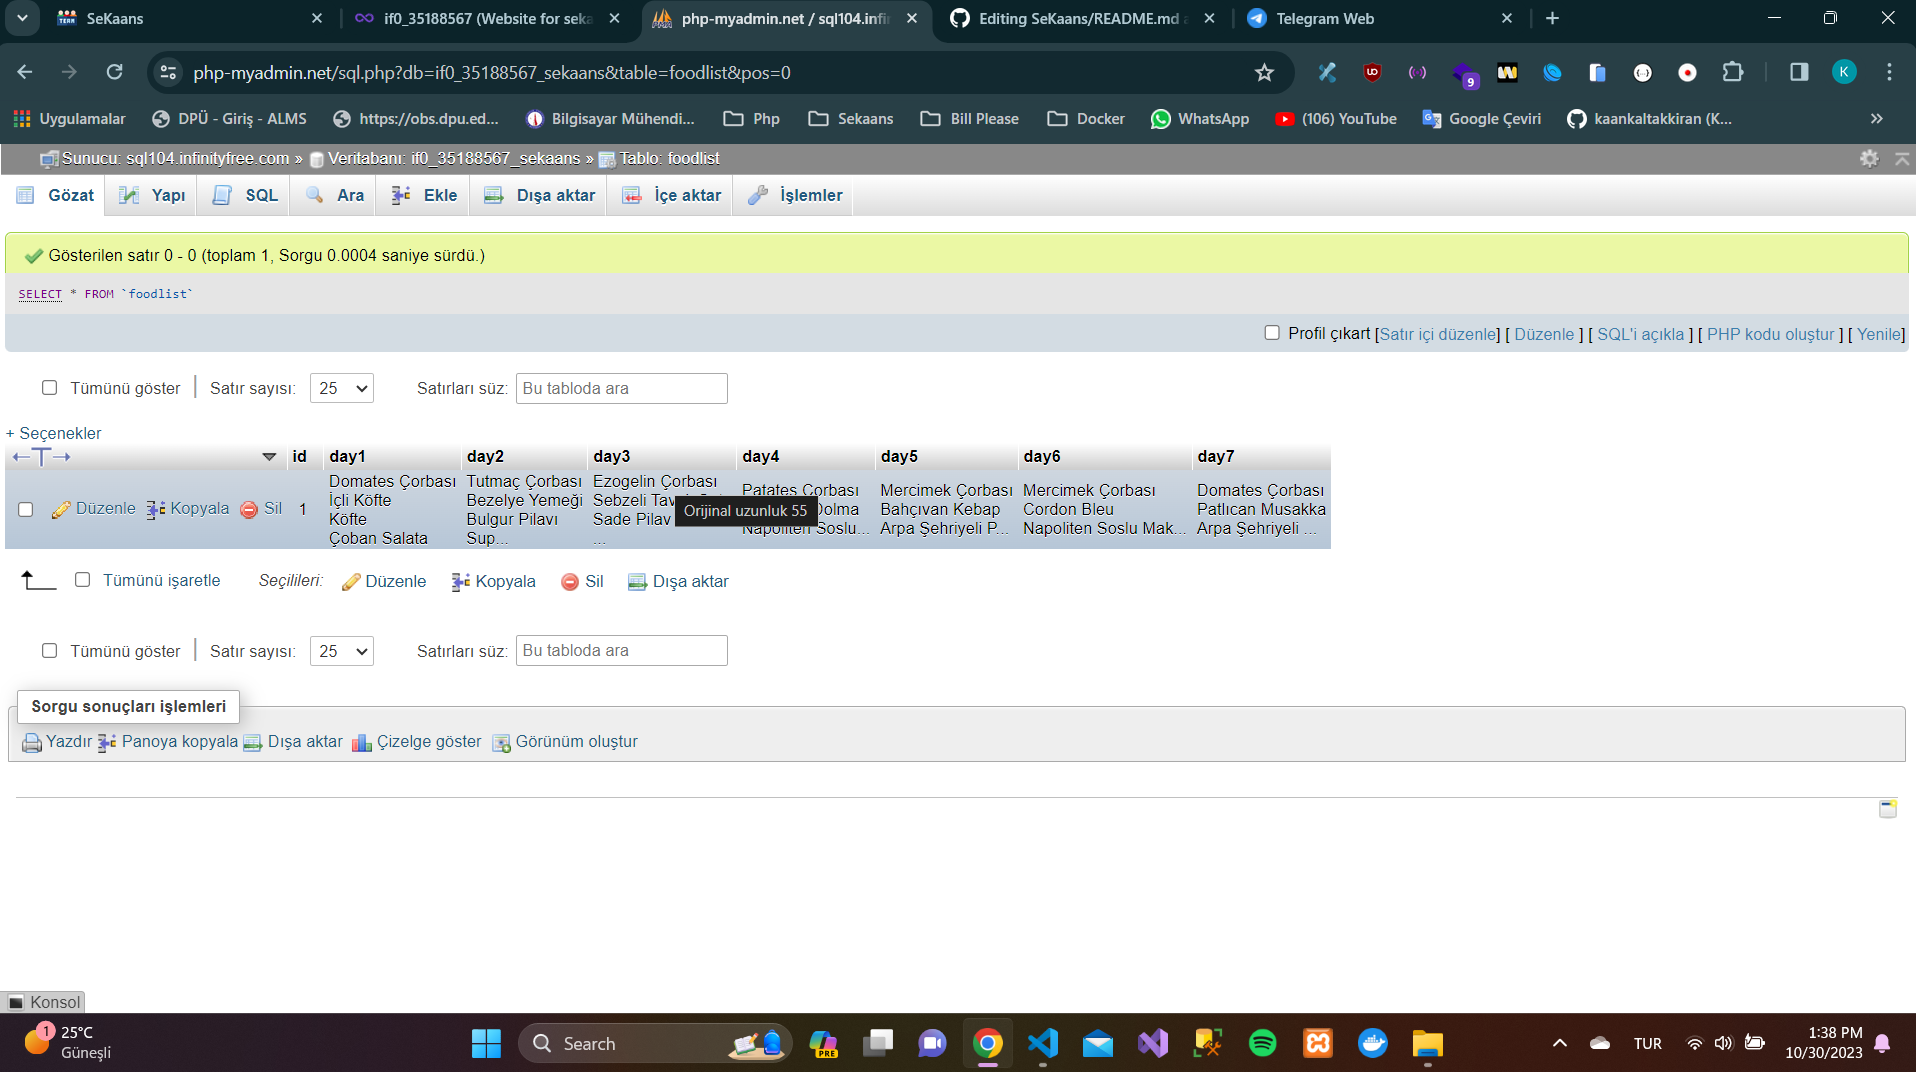 SeKaans
if0_35188567 (Website for seka
php-myadmin.net / sql104.infin
Editing SeKaans/README.md a
Telegram Web
php-myadmin.net/sql.php?db=if0_35188567_sekaans&table=foodlist&pos=0
9
K
Uygulamalar
DPÜ - Giriş - ALMS
https://obs.dpu.ed...
Bilgisayar Mühendi...
Php
Sekaans
Bill Please
Docker
WhatsApp
(106) YouTube
Google Çeviri
kaankaltakkiran (K...
Sunucu: sql104.infinityfree.com » Veritabanı: if0_35188567_sekaans » Tablo: foodlist
Gözat
Yapı
SQL
Ara
Ekle
Dışa aktar
İçe aktar
İşlemler
Gösterilen satır 0 - 0 (toplam 1, Sorgu 0.0004 saniye sürdü.)
SELECT * FROM `foodlist`
Profil çıkart [Satır içi düzenle] [ Düzenle ] [ SQL'i açıkla ] [ PHP kodu oluştur ] [ Yenile]
Tümünü göster
Satır sayısı:
25
Satırları süz:
Bu tabloda ara
+ Seçenekler
←T→
id
day1
day2
day3
day4
day5
day6
day7
Düzenle
Kopyala
Sil
1
Domates Çorbası
İçli Köfte
Köfte
Çoban Salata
Tutmaç Çorbası
Bezelye Yemeği
Bulgur Pilavı
Sup...
Ezogelin Çorbası
Sebzeli
Sade Pilav
...
Patates Çorbası
Dolma
Napoliten Soslu...
Orijinal uzunluk 55
Mercimek Çorbası
Bahçıvan Kebap
Arpa Şehriyeli P...
Mercimek Çorbası
Cordon Bleu
Napoliten Soslu Mak...
Domates Çorbası
Patlıcan Musakka
Arpa Şehriyeli ...
Tümünü işaretle
Seçilileri:
Düzenle
Kopyala
Sil
Dışa aktar
Tümünü göster
Satır sayısı:
25
Satırları süz:
Bu tabloda ara
Sorgu sonuçları işlemleri
Yazdır
Panoya kopyala
Dışa aktar
Çizelge göster
Görünüm oluştur
Konsol
1
25°C
Güneşli
Search
PRE
TUR
1:38 PM
10/30/2023